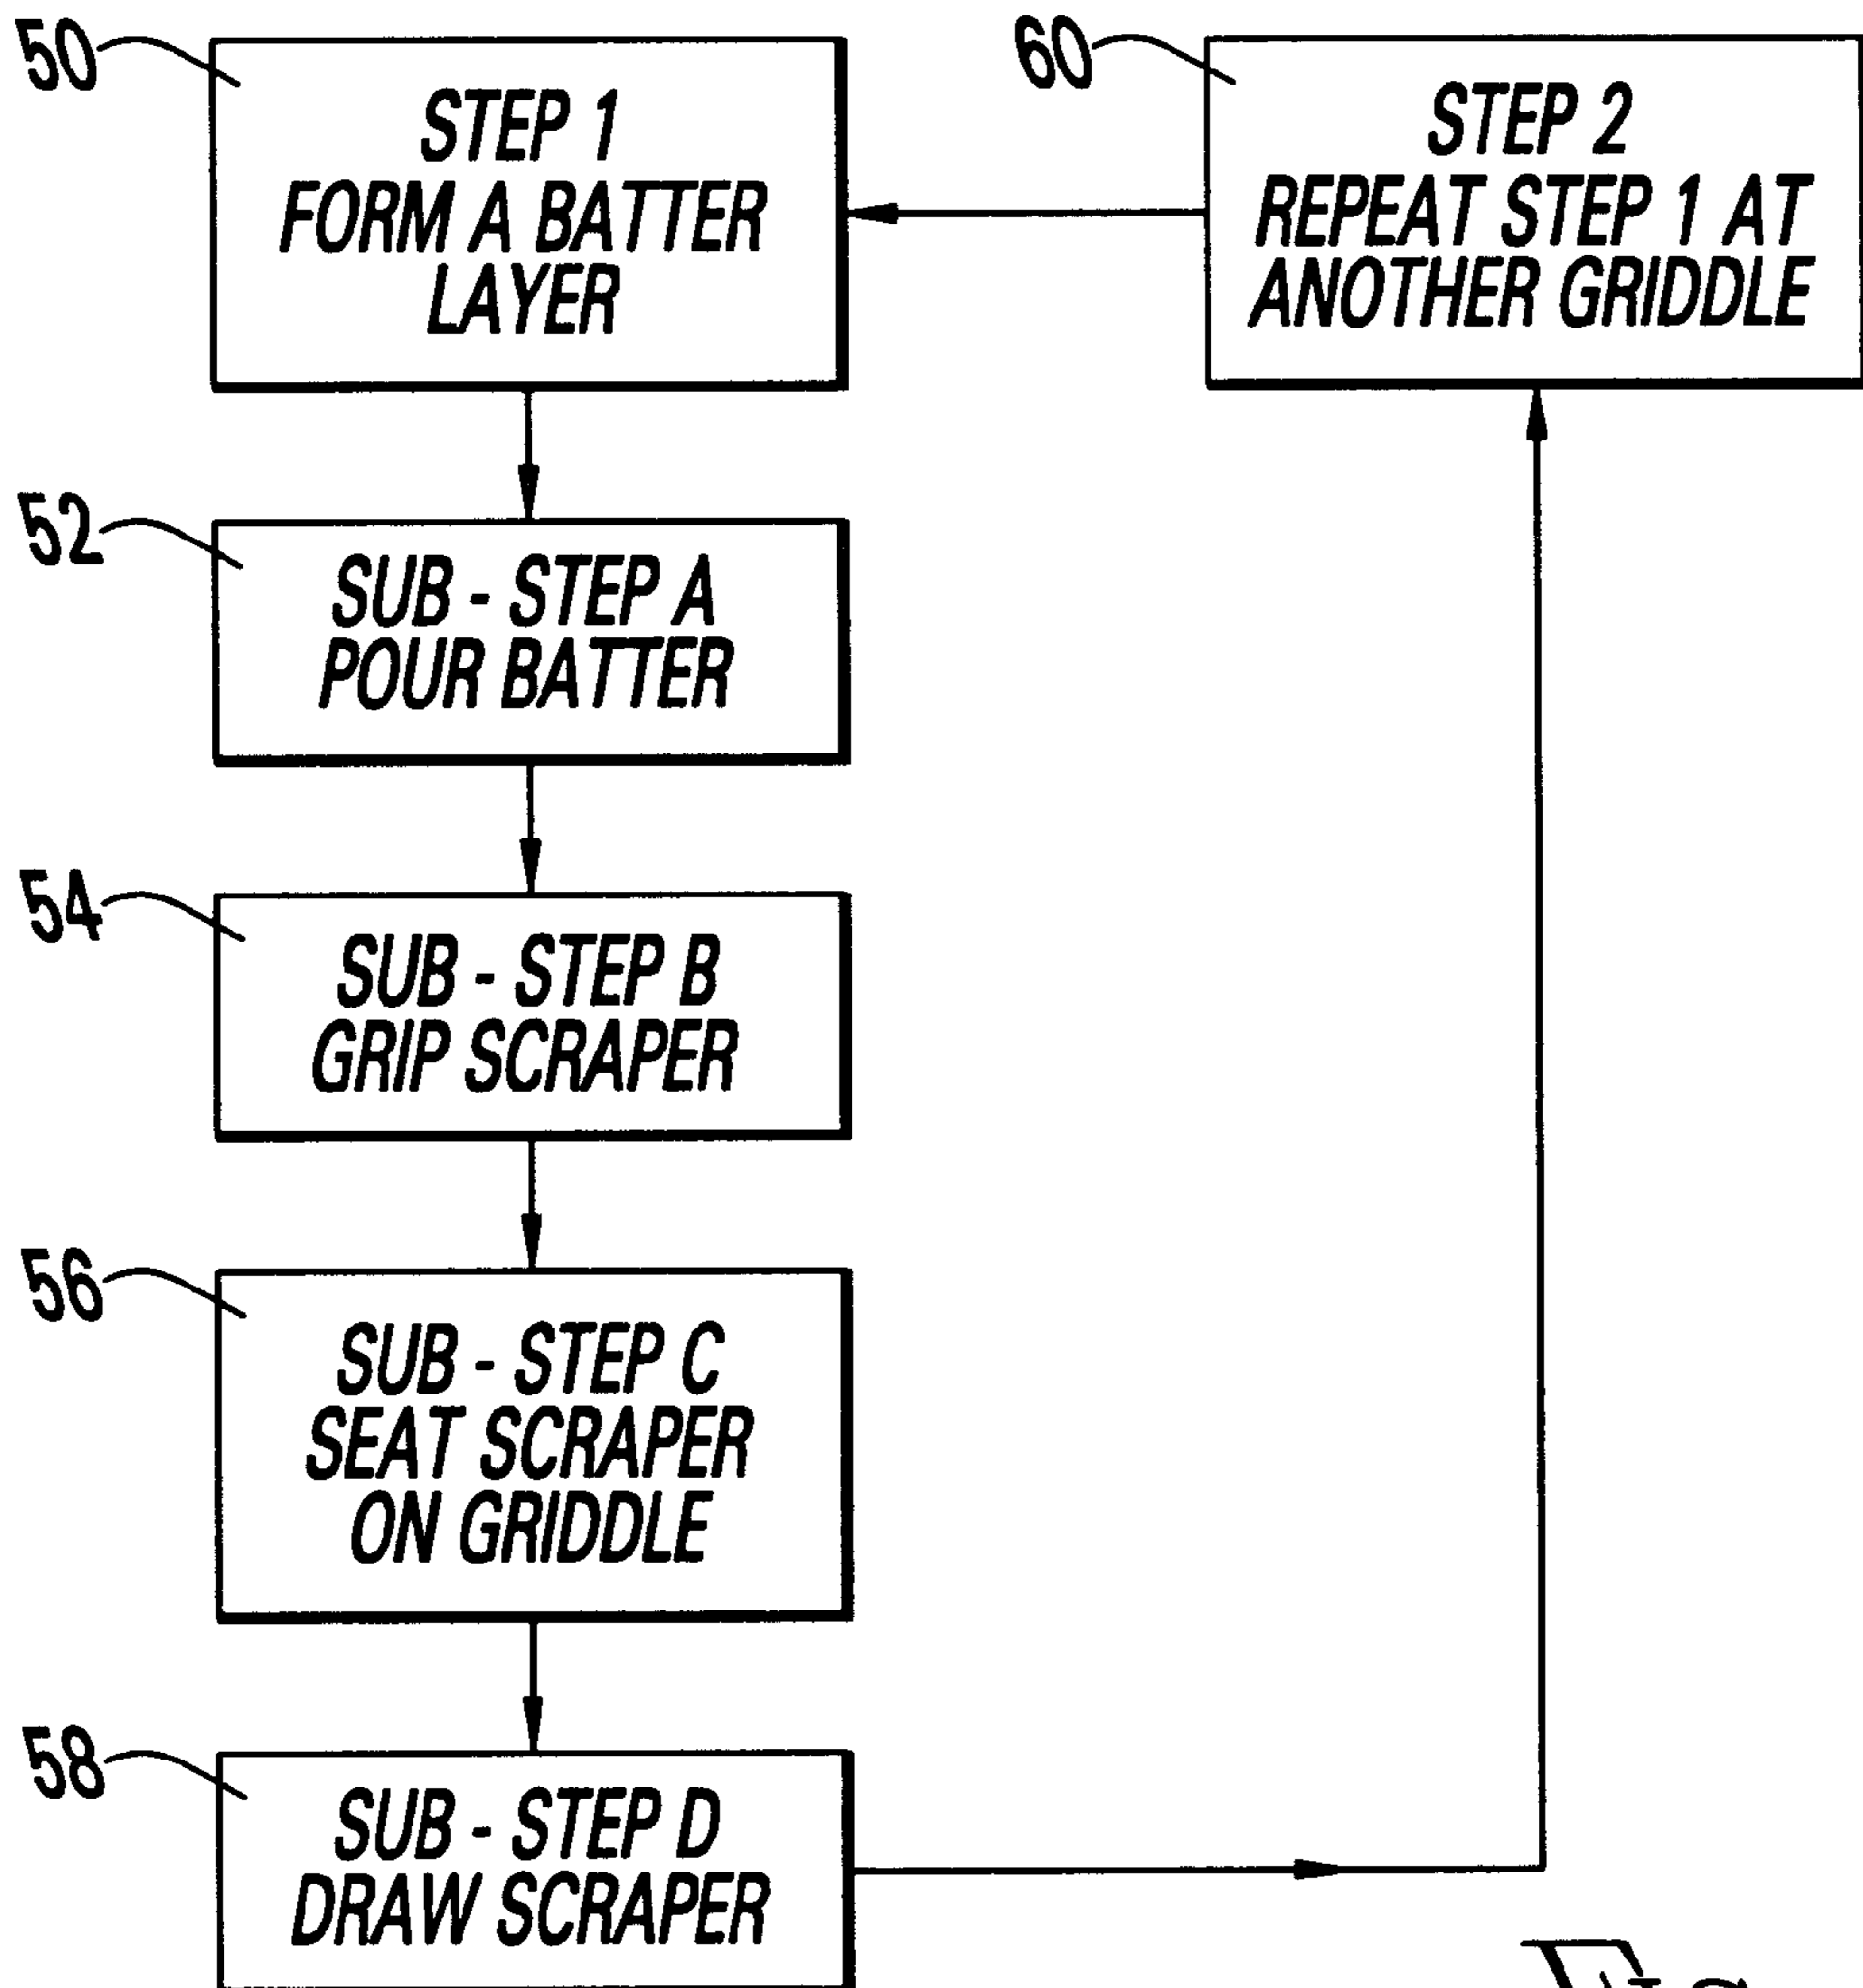 50
STEP 1
FORM A BATTER
LAYER
60
STEP 2
REPEAT STEP 1 AT
ANOTHER GRIDDLE
52
SUB - STEP A
POUR BATTER
54
SUB - STEP B
GRIP SCRAPER
56
SUB - STEP C
SEAT SCRAPER
ON GRIDDLE
58
SUB - STEP D
DRAW SCRAPER